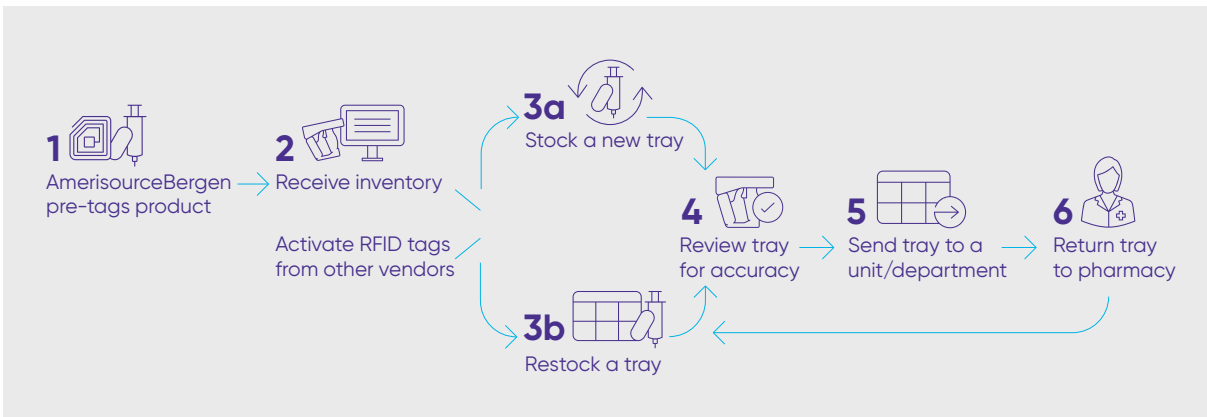 1
AmerisourceBergen
pre-tags product
2
Receive inventory
Activate RFID tags
from other vendors
3a
Stock a new tray
3b
Restock a tray
4
Review tray
for accuracy
5
Send tray to a
unit/department
6
Return tray
to pharmacy